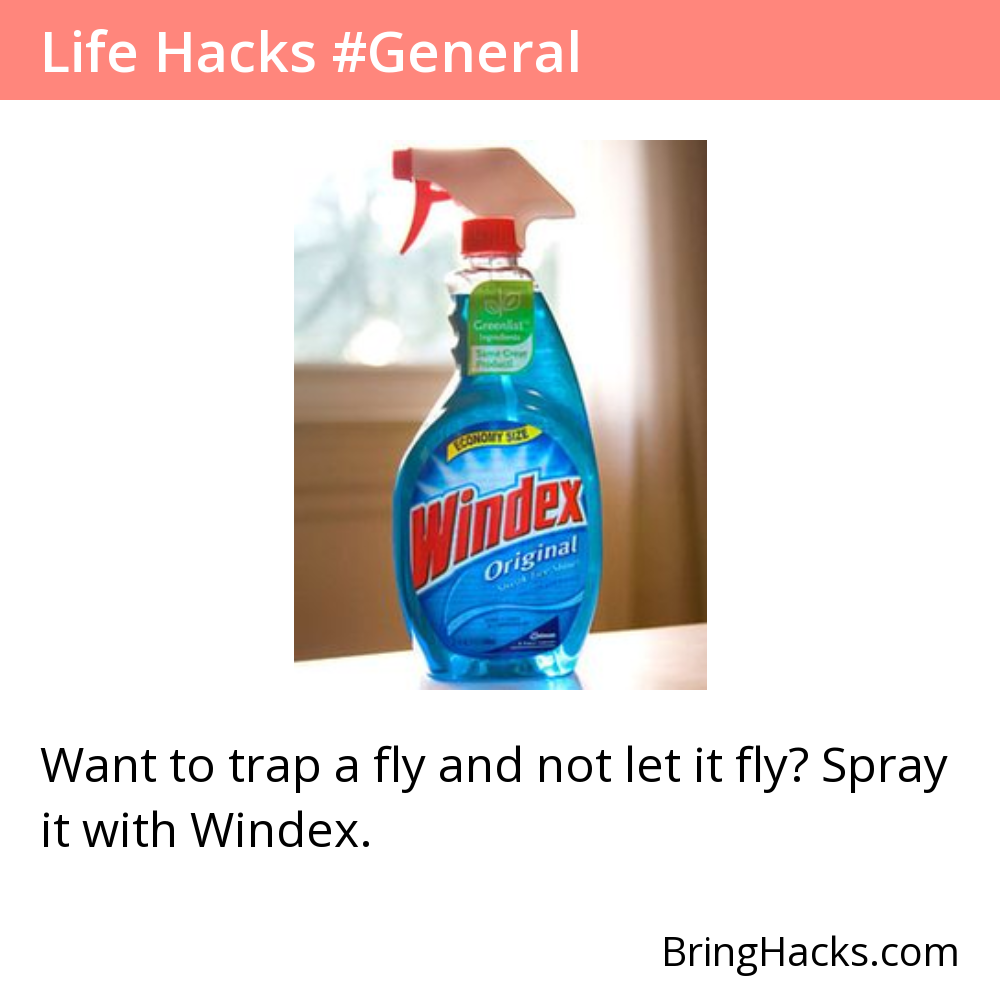 Life Hacks #General
Greenlist™
Ingredients
Same Great
Product!
ECONOMY SIZE
Windex
Original
Want to trap a fly and not let it fly? Spray
it with Windex.
BringHacks.com